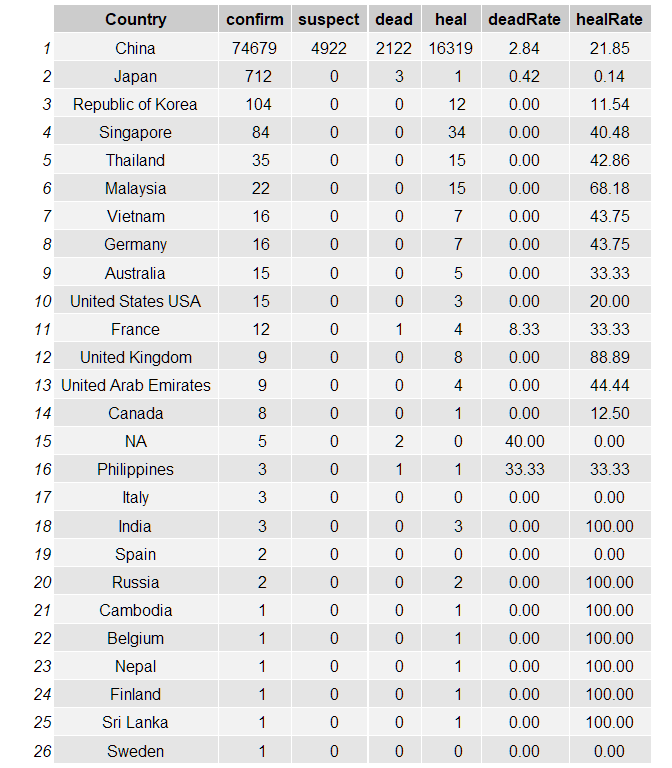 Country confirm suspect dead heal deadRate healRate
1 China 74679 4922 2122 16319 2.84 21.85
2 Japan 712 0 3 1 0.42 0.14
3 Republic of Korea 104 0 0 12 0.00 11.54
4 Singapore 84 0 0 34 0.00 40.48
5 Thailand 35 0 0 15 0.00 42.86
6 Malaysia 22 0 0 15 0.00 68.18
7 Vietnam 16 0 0 7 0.00 43.75
8 Germany 16 0 0 7 0.00 43.75
9 Australia 15 0 0 5 0.00 33.33
10 United States USA 15 0 0 3 0.00 20.00
11 France 12 0 1 4 8.33 33.33
12 United Kingdom 9 0 0 8 0.00 88.89
13 United Arab Emirates 9 0 0 4 0.00 44.44
14 Canada 8 0 0 1 0.00 12.50
15 NA 5 0 2 0 40.00 0.00
16 Philippines 3 0 1 1 33.33 33.33
17 Italy 3 0 0 0 0.00 0.00
18 India 3 0 0 3 0.00 100.00
19 Spain 2 0 0 0 0.00 0.00
20 Russia 2 0 0 2 0.00 100.00
21 Cambodia 1 0 0 1 0.00 100.00
22 Belgium 1 0 0 1 0.00 100.00
23 Nepal 1 0 0 1 0.00 100.00
24 Finland 1 0 0 1 0.00 100.00
25 Sri Lanka 1 0 0 1 0.00 100.00
26 Sweden 1 0 0 0 0.00 0.00